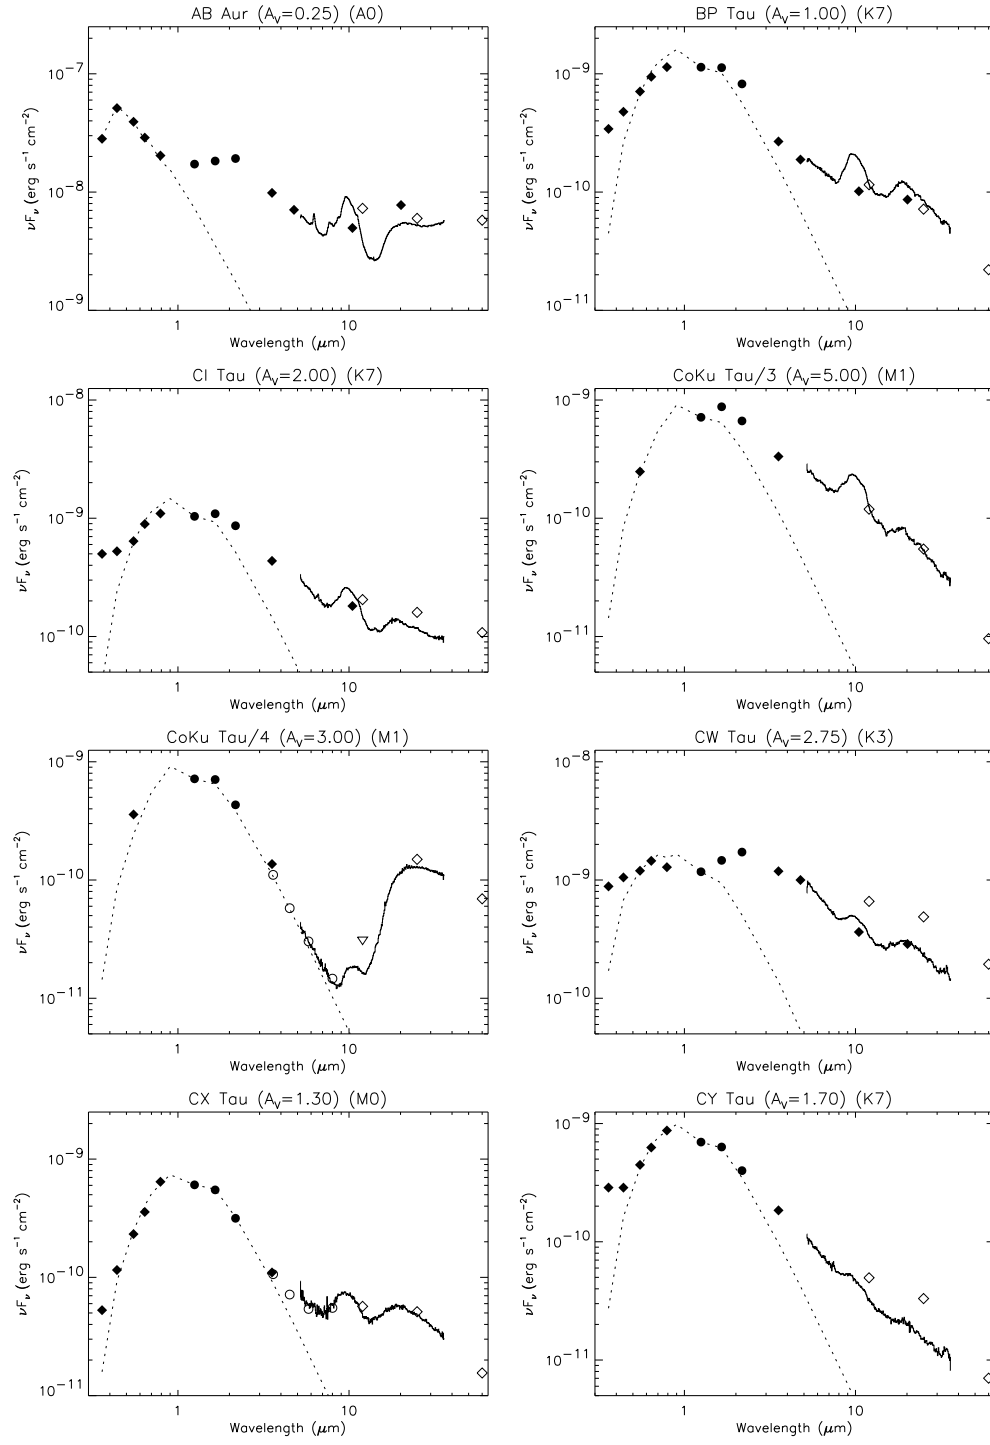 AB Aur (A_V=0.25) (A0)
10^-7
10^-8
10^-9
νF_ν (erg s^-1 cm^-2)
1
10
Wavelength (μm)
BP Tau (A_V=1.00) (K7)
10^-9
10^-10
10^-11
νF_ν (erg s^-1 cm^-2)
1
10
Wavelength (μm)
CI Tau (A_V=2.00) (K7)
10^-8
10^-9
10^-10
νF_ν (erg s^-1 cm^-2)
1
10
Wavelength (μm)
CoKu Tau/3 (A_V=5.00) (M1)
10^-9
10^-10
10^-11
νF_ν (erg s^-1 cm^-2)
1
10
Wavelength (μm)
CoKu Tau/4 (A_V=3.00) (M1)
10^-9
10^-10
10^-11
νF_ν (erg s^-1 cm^-2)
1
10
Wavelength (μm)
CW Tau (A_V=2.75) (K3)
10^-8
10^-9
10^-10
νF_ν (erg s^-1 cm^-2)
1
10
Wavelength (μm)
CX Tau (A_V=1.30) (M0)
10^-9
10^-10
10^-11
νF_ν (erg s^-1 cm^-2)
1
10
Wavelength (μm)
CY Tau (A_V=1.70) (K7)
10^-9
10^-10
10^-11
νF_ν (erg s^-1 cm^-2)
1
10
Wavelength (μm)